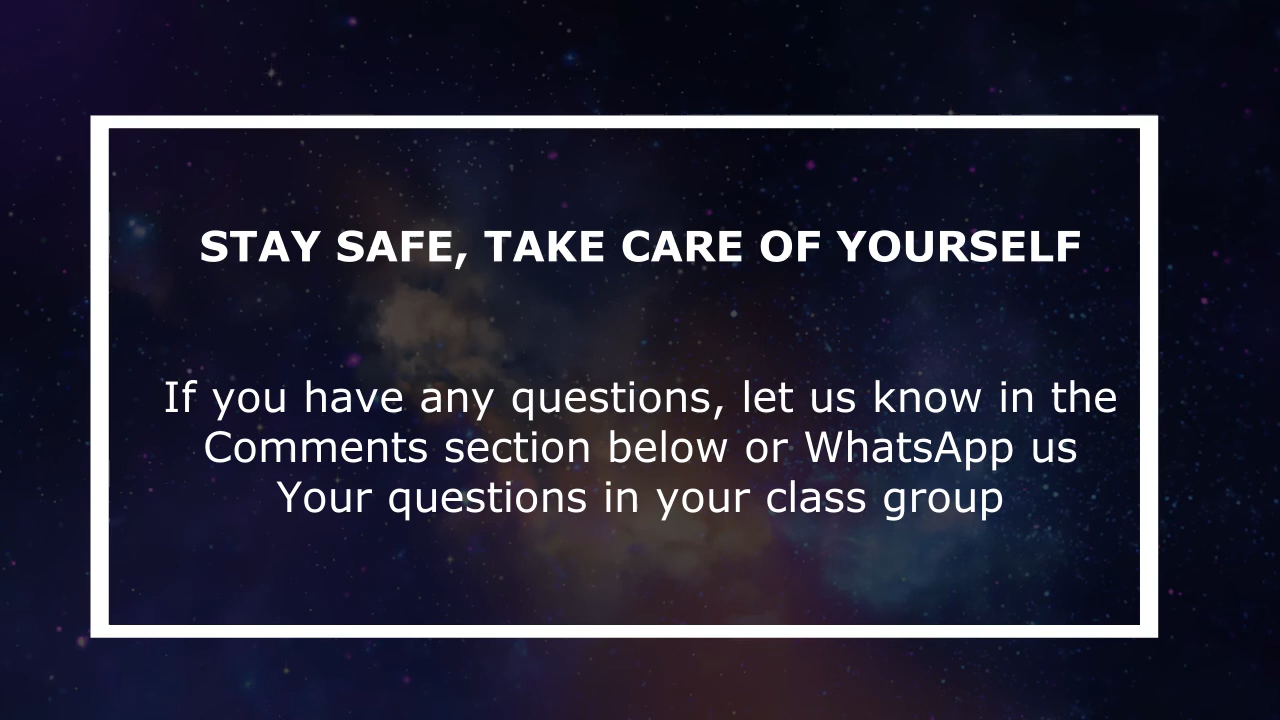 STAY SAFE, TAKE CARE OF YOURSELF
If you have any questions, let us know in the
Comments section below or WhatsApp us
Your questions in your class group